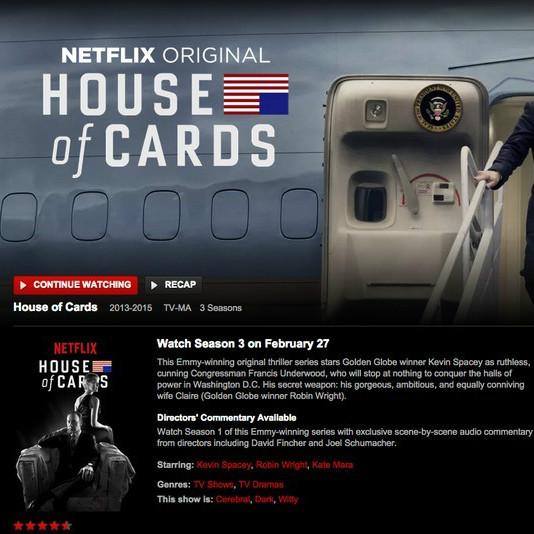 NETFLIX ORIGINAL
HOUSE
of CARDS
CONTINUE WATCHING
RECAP
House of Cards 2013-2015 TV-MA 3 Seasons
NETFLIX
HOUSE
of CARDS
Watch Season 3 on February 27
This Emmy-winning original thriller series stars Golden Globe winner Kevin Spacey as ruthless,
cunning Congressman Francis Underwood, who will stop at nothing to conquer the halls of
power in Washington D.C. His secret weapon: his gorgeous, ambitious, and equally conniving
wife Claire (Golden Globe winner Robin Wright).
Directors' Commentary Available
Watch Season 1 of this Emmy-winning series with exclusive scene-by-scene audio commentary
from directors including David Fincher and Joel Schumacher.
Starring: Kevin Spacey, Robin Wright, Kate Mara
Genres: TV Shows, TV Dramas
This show is: Cerebral, Dark, Witty